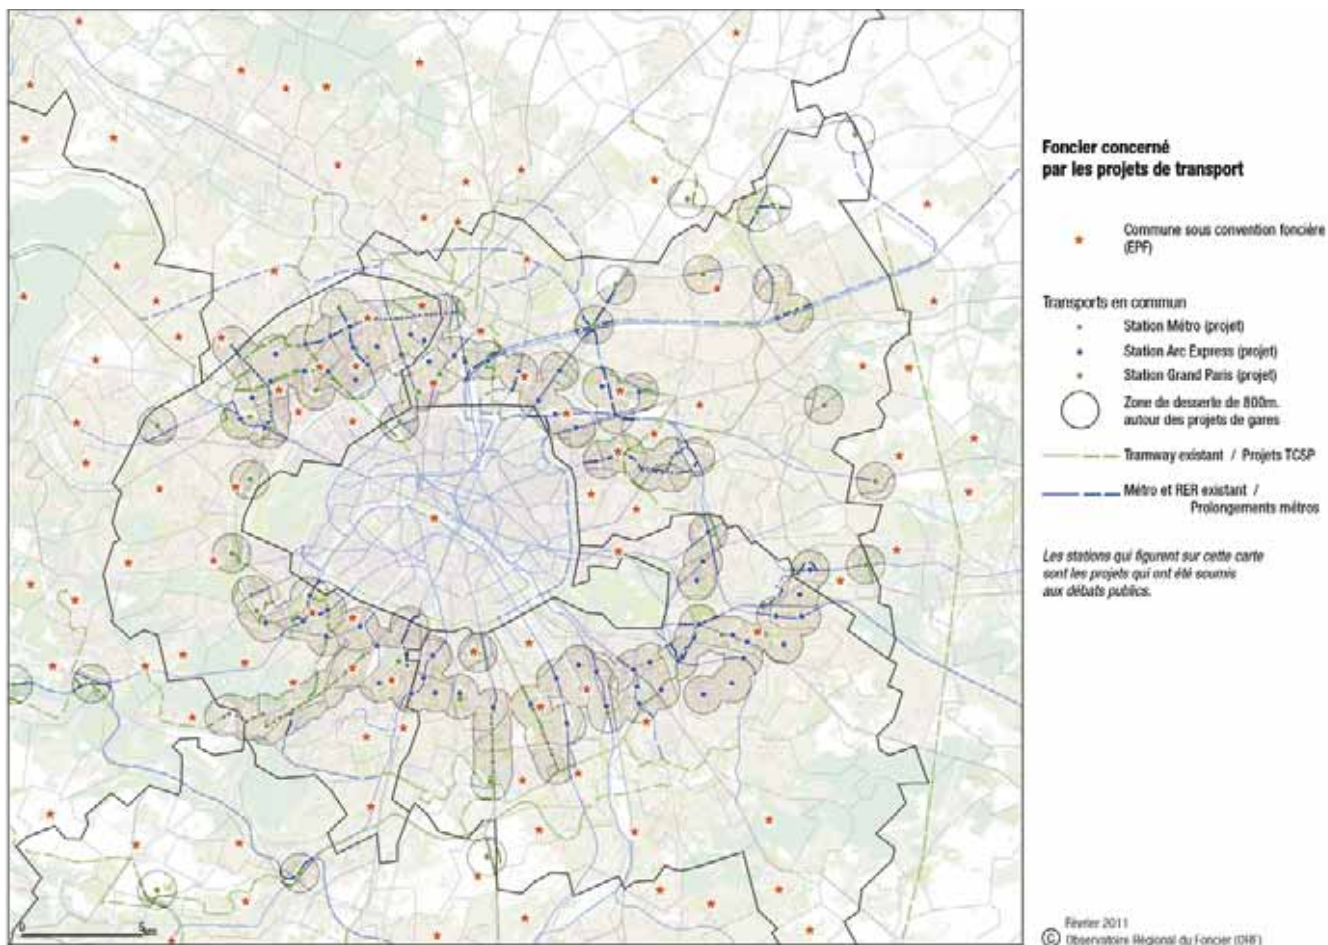 Foncier concerné
par les projets de transport
Commune sous convention foncière
(EPF)
Transports en commun
Station Métro (projet)
Station Arc Express (projet)
Station Grand Paris (projet)
Zone de desserte de 800m.
autour des projets de gares
Tramway existant / Projets TCSP
Métro et RER existant /
Prolongements métros
Les stations qui figurent sur cette carte
sont les projets qui ont été soumis
aux débats publics.
0 5km
Février 2011
© Observatoire Régional du Foncier (ORF)